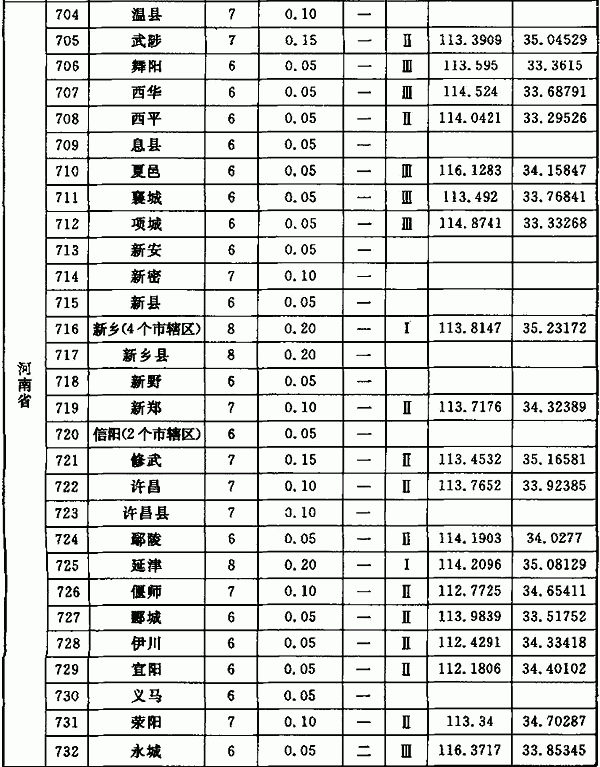 704 温县 7 0.10 一
705 武陟 7 0.15 一 Ⅱ 113.3909 35.04529
706 舞阳 6 0.05 一 Ⅲ 113.595 33.3615
707 西华 6 0.05 一 Ⅲ 114.524 33.68791
708 西平 6 0.05 一 Ⅱ 114.0421 33.29526
709 息县 6 0.05 一
710 夏邑 6 0.05 一 Ⅲ 116.1283 34.15847
711 襄城 6 0.05 一 Ⅲ 113.492 33.76841
712 项城 6 0.05 一 Ⅲ 114.8741 33.33268
713 新安 6 0.05 一
714 新密 7 0.10 一
715 新县 6 0.05 一
716 新乡(4个市辖区) 8 0.20 一 Ⅰ 113.8147 35.23172
717 新乡县 8 0.20 一
河南省
718 新野 6 0.05 一
719 新郑 7 0.10 一 Ⅱ 113.7176 34.32389
720 信阳(2个市辖区) 6 0.05 一
721 修武 7 0.15 一 Ⅱ 113.4532 35.16581
722 许昌 7 0.10 一 Ⅱ 113.7652 33.92385
723 许昌县 7 0.10 一
724 鄢陵 6 0.05 一 Ⅱ 114.1903 34.0277
725 延津 8 0.20 一 Ⅰ 114.2096 35.08129
726 偃师 7 0.10 一 Ⅱ 112.7725 34.65411
727 郾城 6 0.05 一 Ⅱ 113.9839 33.51752
728 伊川 6 0.05 一 Ⅱ 112.4291 34.33418
729 宜阳 6 0.05 一 Ⅱ 112.1806 34.40102
730 义马 6 0.05 一
731 荥阳 7 0.10 一 Ⅱ 113.34 34.70287
732 永城 6 0.05 二 Ⅲ 116.3717 33.85345